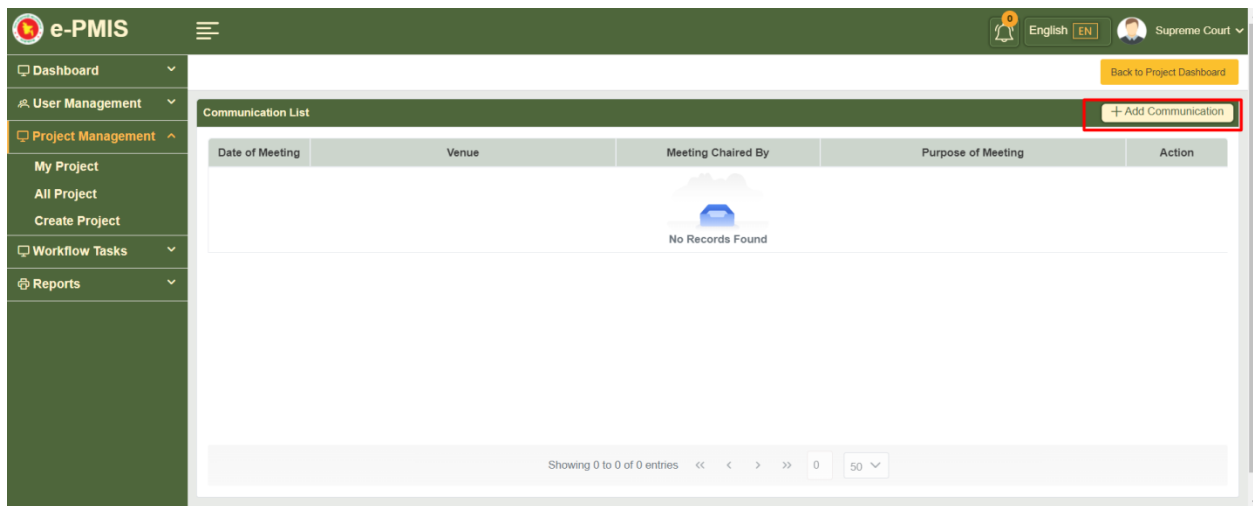 e-PMIS
0
English EN
Supreme Court
Dashboard
Back to Project Dashboard
User Management
Communication List
+ Add Communication
Project Management
Date of Meeting Venue Meeting Chaired By Purpose of Meeting Action
My Project
All Project
Create Project
No Records Found
Workflow Tasks
Reports
Showing 0 to 0 of 0 entries << < > >> 0 50